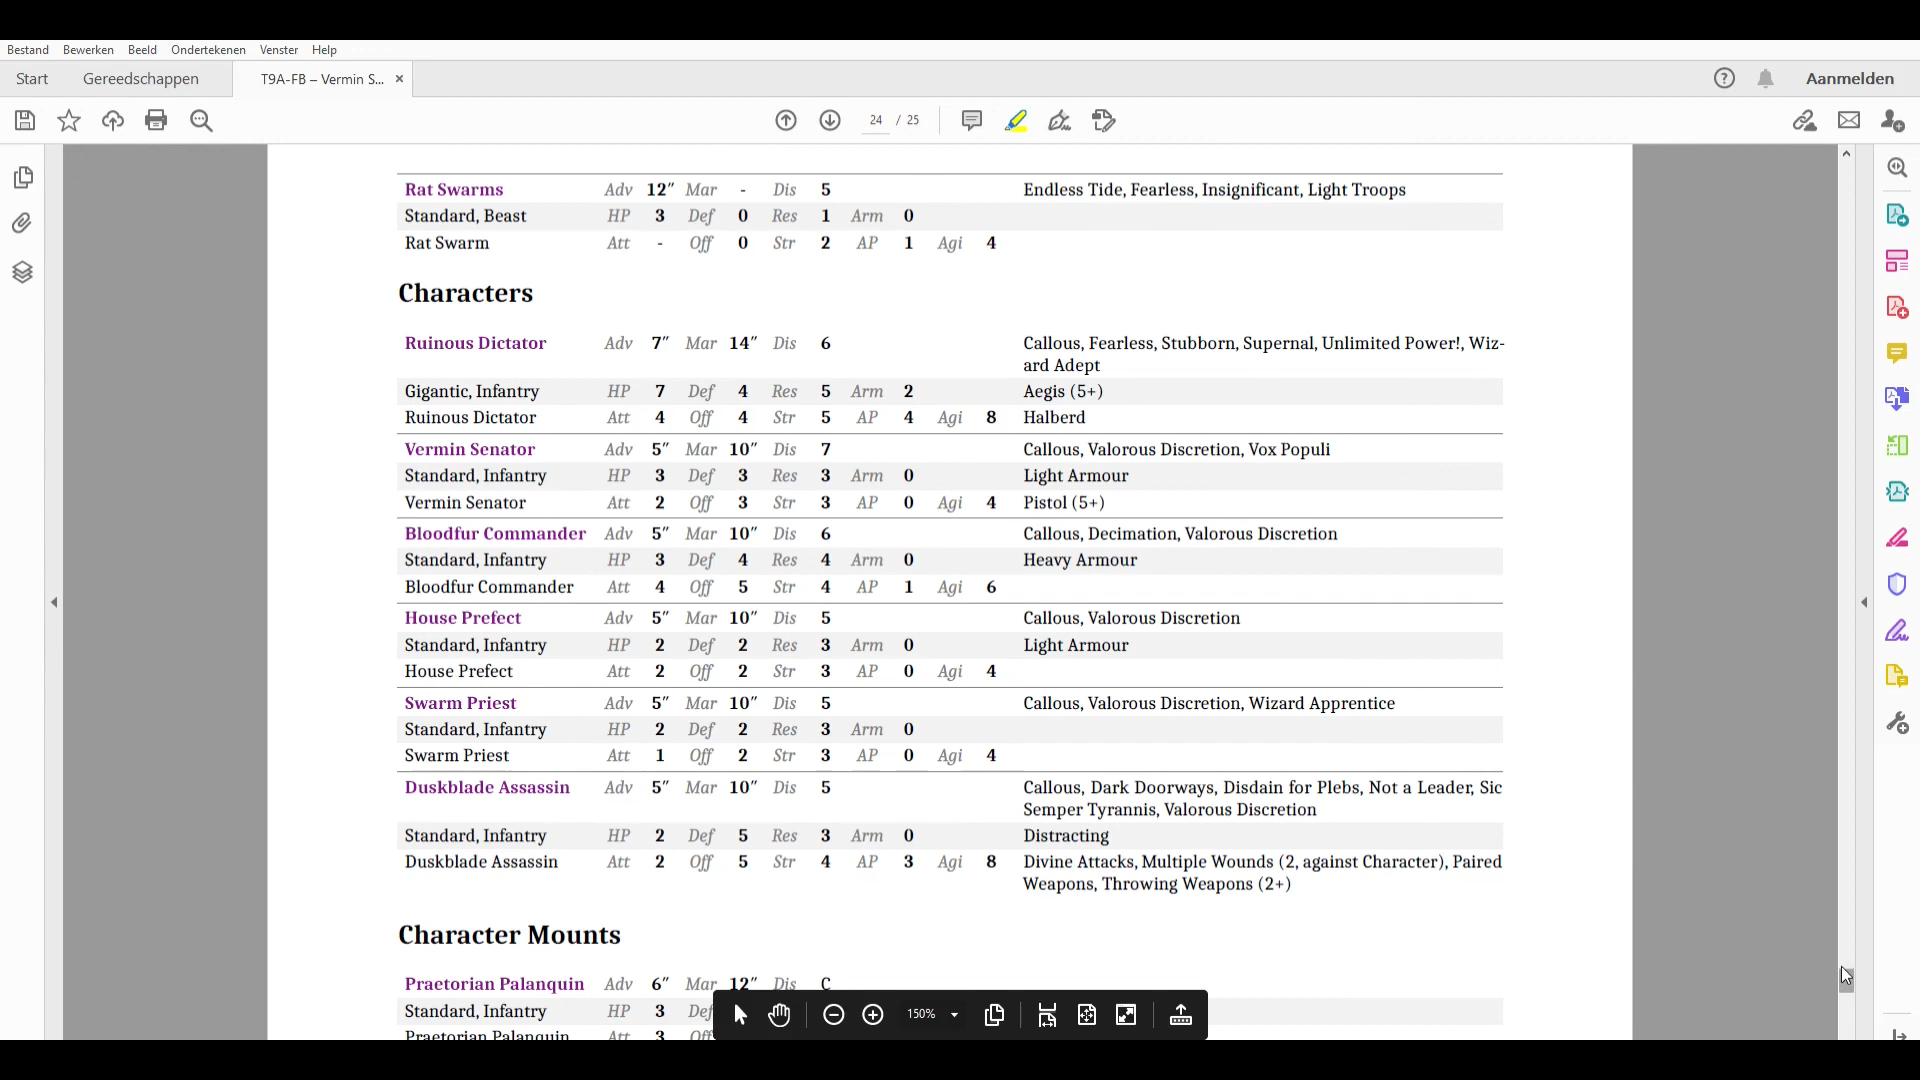 Bestand Bewerken Beeld Ondertekenen Venster Help
Start Gereedschappen T9A-FB – Vermin S... × Aanmelden
24 / 25
Rat Swarms Adv 12″ Mar - Dis 5 Endless Tide, Fearless, Insignificant, Light Troops
Standard, Beast HP 3 Def 0 Res 1 Arm 0
Rat Swarm Att - Off 0 Str 2 AP 1 Agi 4
Characters
Ruinous Dictator Adv 7″ Mar 14″ Dis 6 Callous, Fearless, Stubborn, Supernal, Unlimited Power!, Wiz-
ard Adept
Gigantic, Infantry HP 7 Def 4 Res 5 Arm 2 Aegis (5+)
Ruinous Dictator Att 4 Off 4 Str 5 AP 4 Agi 8 Halberd
Vermin Senator Adv 5″ Mar 10″ Dis 7 Callous, Valorous Discretion, Vox Populi
Standard, Infantry HP 3 Def 3 Res 3 Arm 0 Light Armour
Vermin Senator Att 2 Off 3 Str 3 AP 0 Agi 4 Pistol (5+)
Bloodfur Commander Adv 5″ Mar 10″ Dis 6 Callous, Decimation, Valorous Discretion
Standard, Infantry HP 3 Def 4 Res 4 Arm 0 Heavy Armour
Bloodfur Commander Att 4 Off 5 Str 4 AP 1 Agi 6
House Prefect Adv 5″ Mar 10″ Dis 5 Callous, Valorous Discretion
Standard, Infantry HP 2 Def 2 Res 3 Arm 0 Light Armour
House Prefect Att 2 Off 2 Str 3 AP 0 Agi 4
Swarm Priest Adv 5″ Mar 10″ Dis 5 Callous, Valorous Discretion, Wizard Apprentice
Standard, Infantry HP 2 Def 2 Res 3 Arm 0
Swarm Priest Att 1 Off 2 Str 3 AP 0 Agi 4
Duskblade Assassin Adv 5″ Mar 10″ Dis 5 Callous, Dark Doorways, Disdain for Plebs, Not a Leader, Sic
Semper Tyrannis, Valorous Discretion
Standard, Infantry HP 2 Def 5 Res 3 Arm 0 Distracting
Duskblade Assassin Att 2 Off 5 Str 4 AP 3 Agi 8 Divine Attacks, Multiple Wounds (2, against Character), Paired
Weapons, Throwing Weapons (2+)
Character Mounts
Praetorian Palanquin Adv 6″ Mar 12″ Dis C
Standard, Infantry HP 3 Def
Praetorian Palanquin Att 3 Off
150%